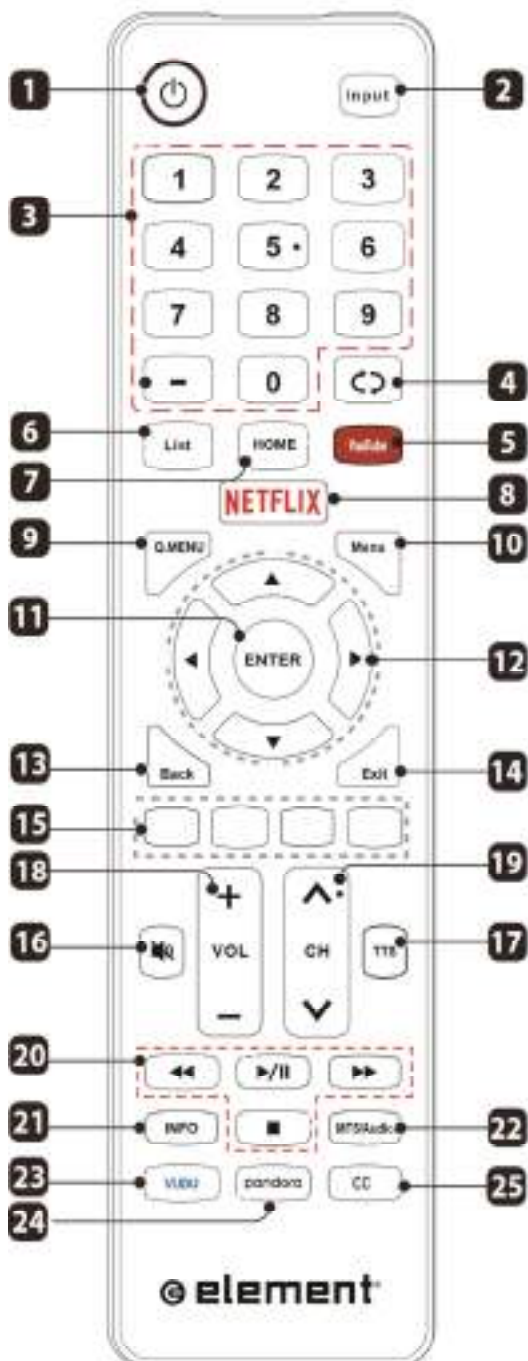 1
Input
2
1 2 3
3
4 5 6
7 8 9
- 0
4
6
List
HOME
YouTube
5
7
NETFLIX
8
9
Q.MENU
Menu
10
11
ENTER
12
13
Back
Exit
14
15
18
+
19
16
VOL
CH
TTS
17
-
20
21
INFO
MTS/Audio
22
23
VUDU
pandora
CC
25
24
element